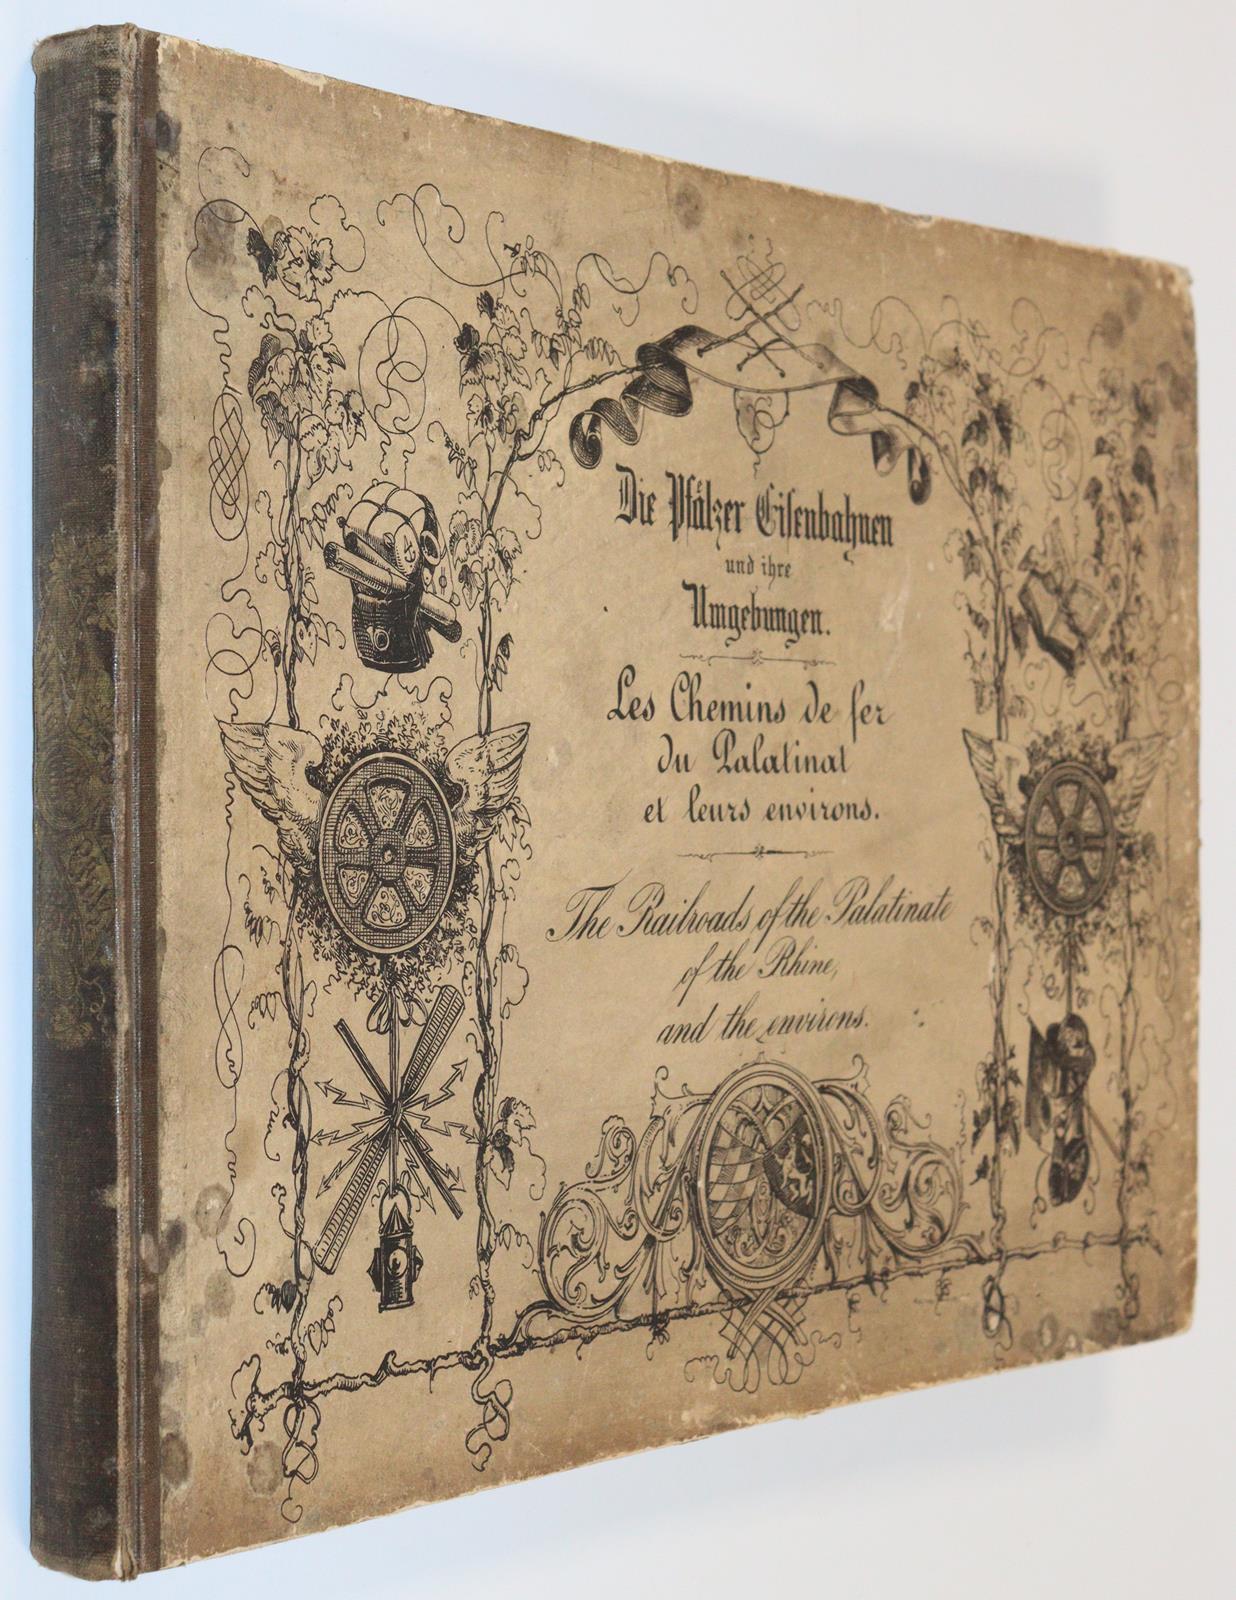 Die Pfälzer Eisenbahnen
und ihre
Umgebungen.
Les Chemins de fer
du Palatinat
et leurs environs.
The Railroads of the Palatinate
of the Rhine,
and the environs.